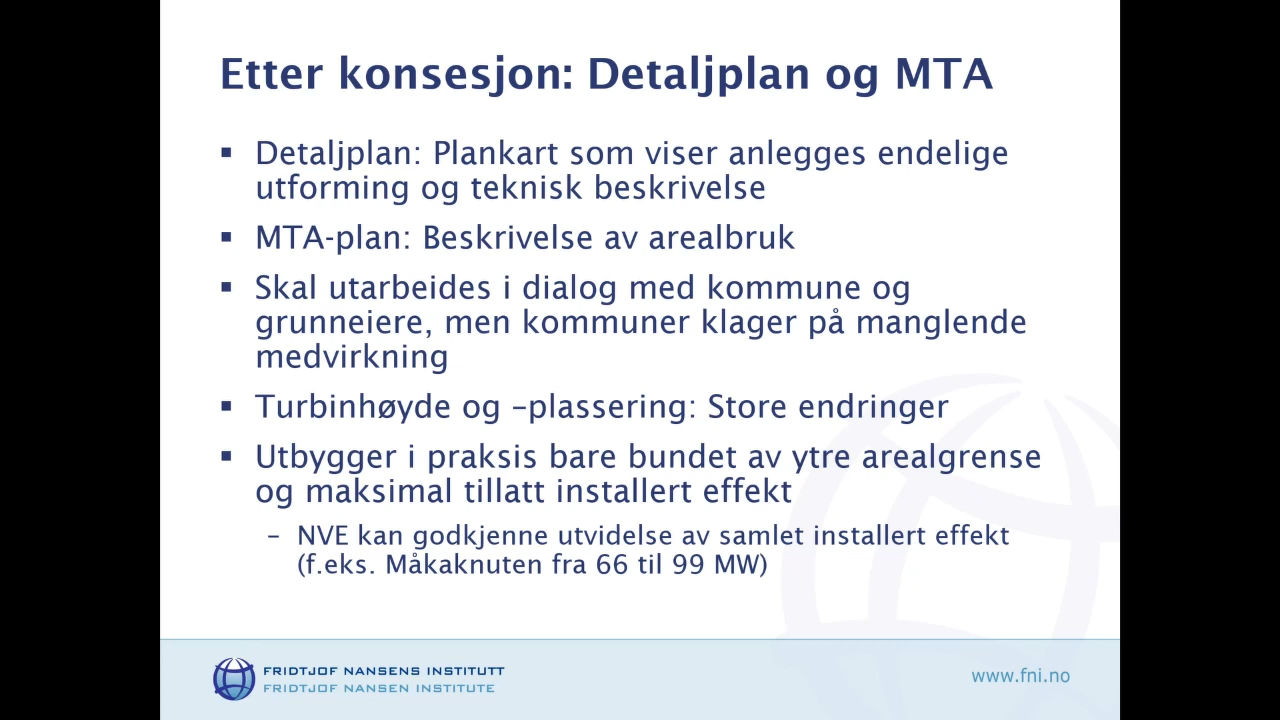 Etter konsesjon: Detaljplan og MTA
▪ Detaljplan: Plankart som viser anlegges endelige
utforming og teknisk beskrivelse
▪ MTA-plan: Beskrivelse av arealbruk
▪ Skal utarbeides i dialog med kommune og
grunneiere, men kommuner klager på manglende
medvirkning
▪ Turbinhøyde og –plassering: Store endringer
▪ Utbygger i praksis bare bundet av ytre arealgrense
og maksimal tillatt installert effekt
– NVE kan godkjenne utvidelse av samlet installert effekt
(f.eks. Måkaknuten fra 66 til 99 MW)
FRIDTJOF NANSENS INSTITUTT
FRIDTJOF NANSEN INSTITUTE
www.fni.no